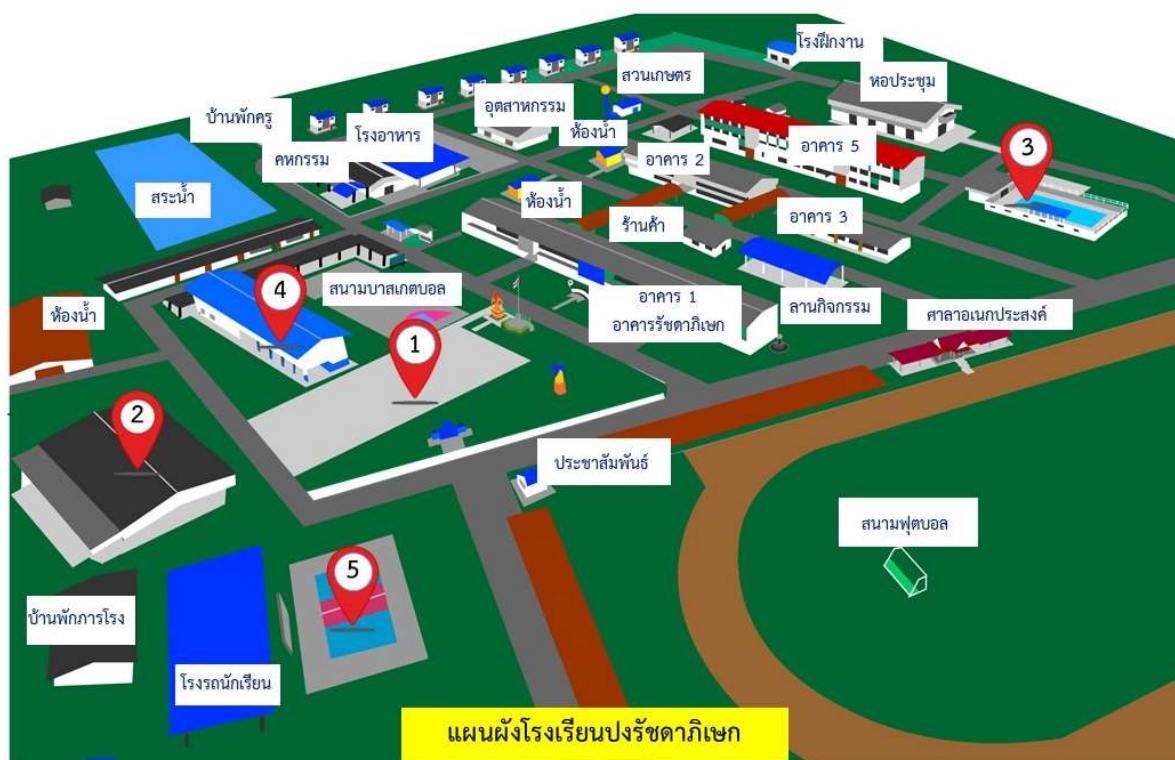 โรงฝึกงาน
สวนเกษตร
หอประชุม
อุตสาหกรรม
บ้านพักครู
โรงอาหาร
ห้องน้ำ
คหกรรม
อาคาร 2
อาคาร 5
3
สระน้ำ
ห้องน้ำ
ร้านค้า
อาคาร 3
4
สนามบาสเกตบอล
อาคาร 1
อาคารรัชดาภิเษก
ลานกิจกรรม
ศาลาอเนกประสงค์
ห้องน้ำ
1
2
ประชาสัมพันธ์
สนามฟุตบอล
5
บ้านพักภารโรง
โรงรถนักเรียน
แผนผังโรงเรียนปงรัชดาภิเษก